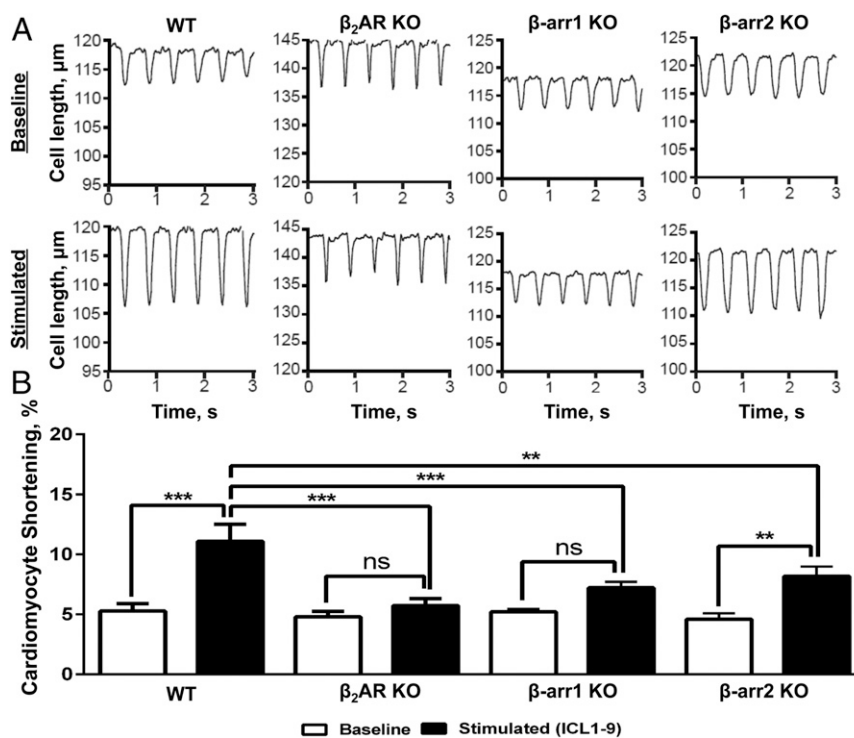 A
WT
β₂AR KO
β-arr1 KO
β-arr2 KO
Baseline
Cell length, µm
120
115
110
105
100
95
0 1 2 3
145
140
135
130
125
120
0 1 2 3
125
120
115
110
105
100
0 1 2 3
125
120
115
110
105
100
0 1 2 3
Stimulated
Cell length, µm
120
115
110
105
100
95
0 1 2 3
145
140
135
130
125
120
0 1 2 3
125
120
115
110
105
100
0 1 2 3
125
120
115
110
105
100
0 1 2 3
Time, s
Time, s
Time, s
Time, s
B
Cardiomyocyte Shortening, %
20
15
10
5
0
**
***
*** ***
ns
ns
**
WT
β₂AR KO
β-arr1 KO
β-arr2 KO
Baseline
Stimulated (ICL1-9)